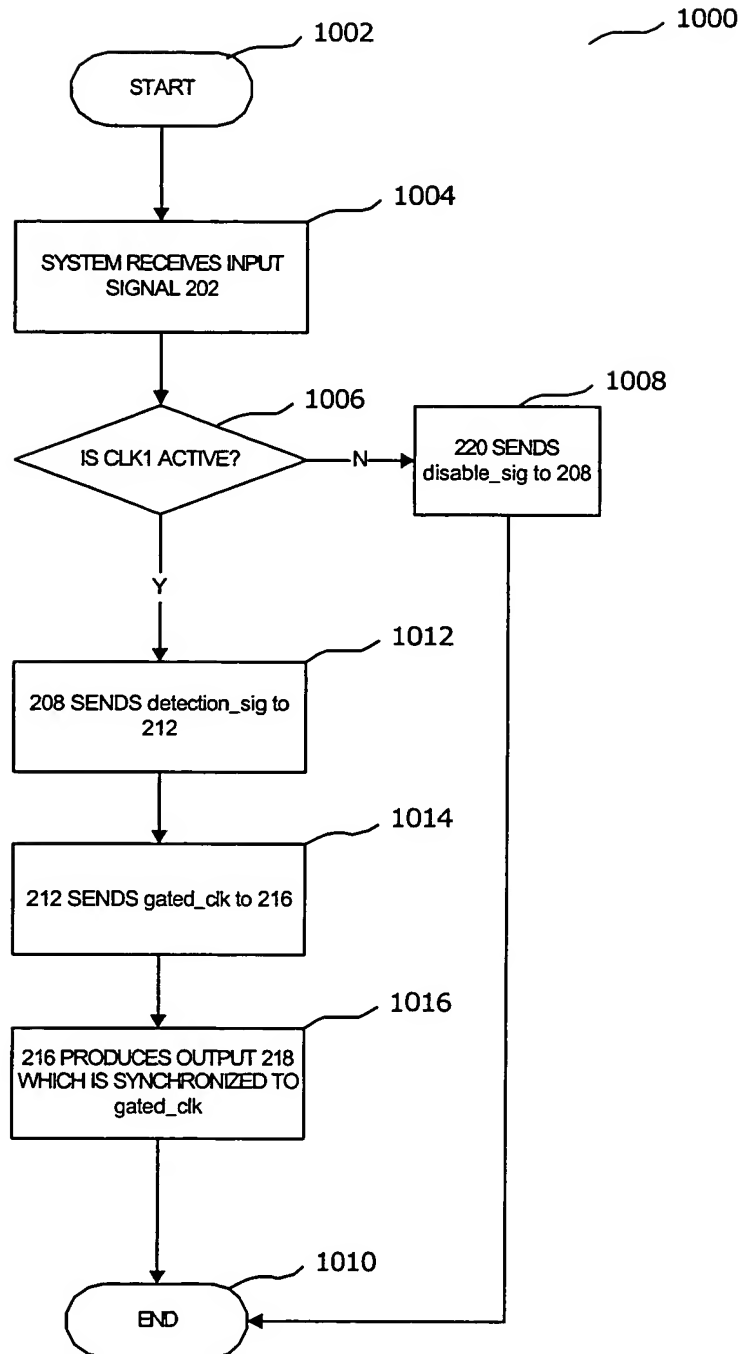 1002
1000
START
1004
SYSTEM RECEIVES INPUT
SIGNAL 202
1006
1008
IS CLK1 ACTIVE?
N
220 SENDS
disable_sig to 208
Y
1012
208 SENDS detection_sig to
212
1014
212 SENDS gated_clk to 216
1016
216 PRODUCES OUTPUT 218
WHICH IS SYNCHRONIZED TO
gated_clk
1010
END